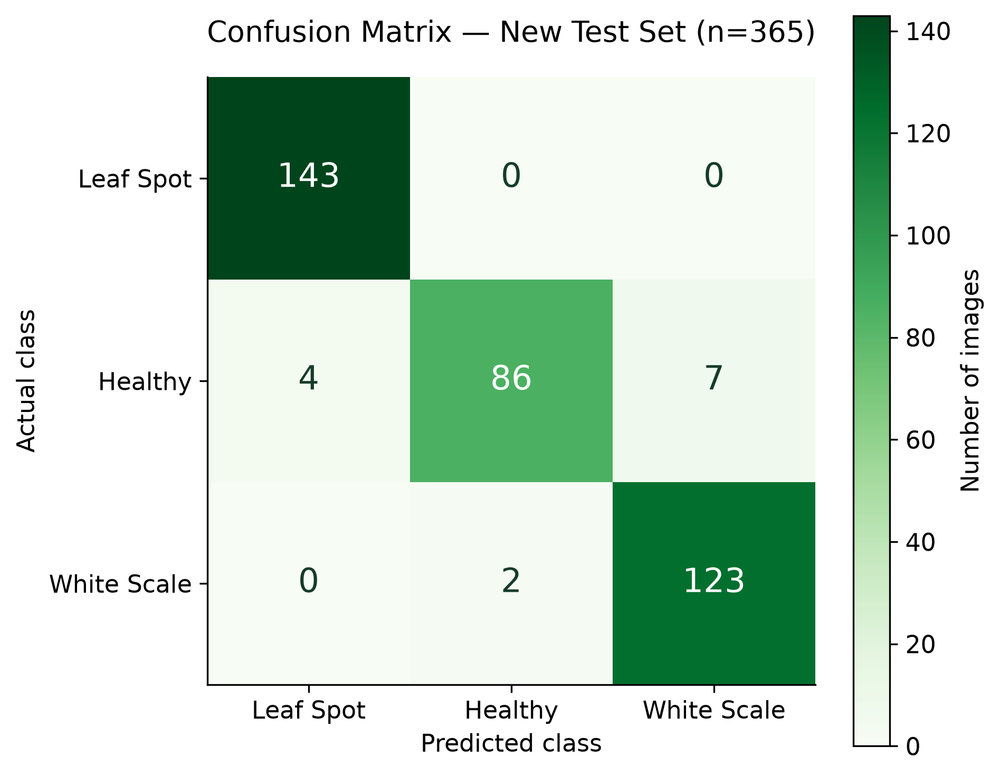 Confusion Matrix — New Test Set (n=365)
140
120
100
80
60
40
20
0
Number of images
Actual class
Leaf Spot
143
0
0
Healthy
4
86
7
White Scale
0
2
123
Leaf Spot
Healthy
White Scale
Predicted class